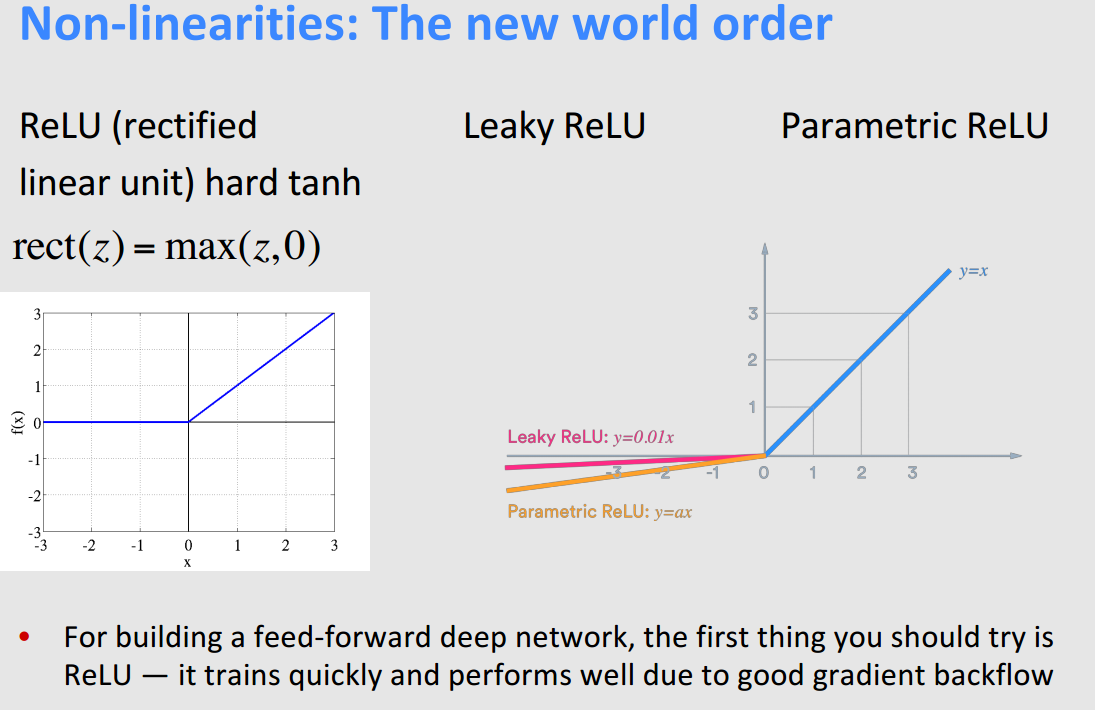 Non-linearities: The new world order
ReLU (rectified
linear unit) hard tanh
rect(z) = max(z,0)
3
2
1
0
-1
-2
-3
f(x)
-3 -2 -1 0 1 2 3
x
Leaky ReLU
Parametric ReLU
y=x
3
2
1
Leaky ReLU: y=0.01x
-3 -2 -1 0 1 2 3
Parametric ReLU: y=ax
• For building a feed-forward deep network, the first thing you should try is
ReLU — it trains quickly and performs well due to good gradient backflow